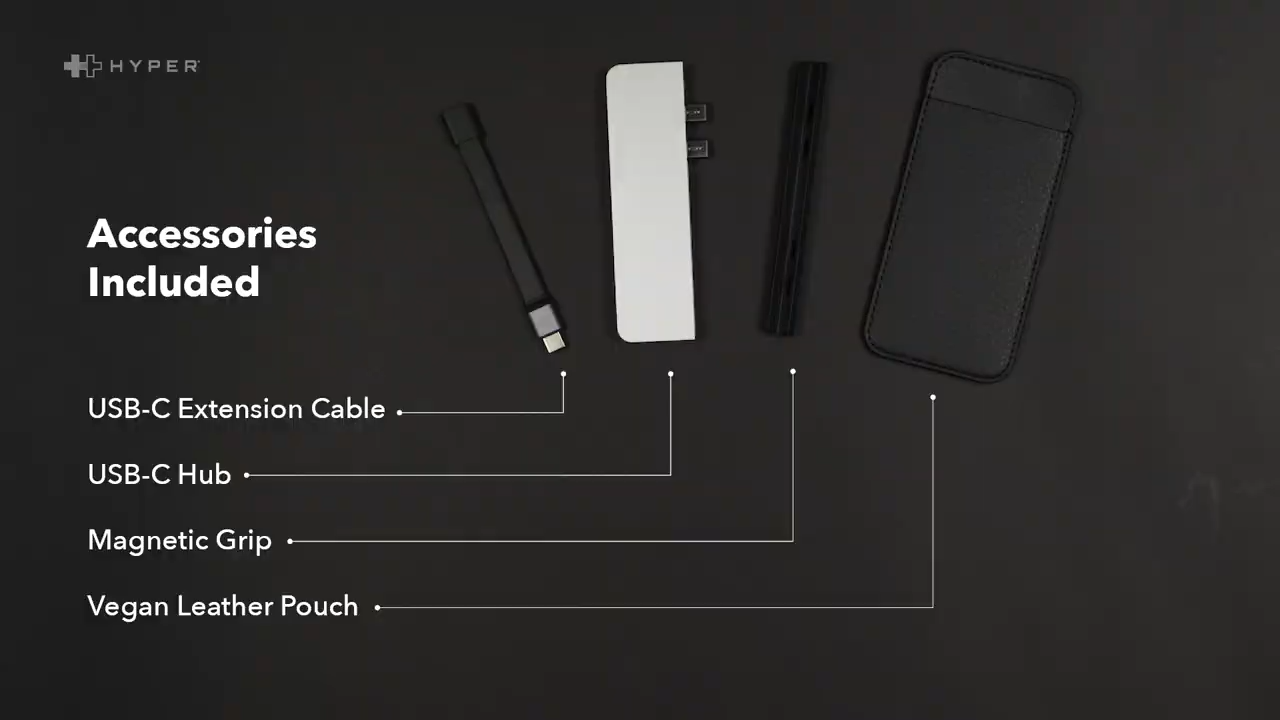 HYPER
Accessories
Included
USB-C Extension Cable
USB-C Hub
Magnetic Grip
Vegan Leather Pouch